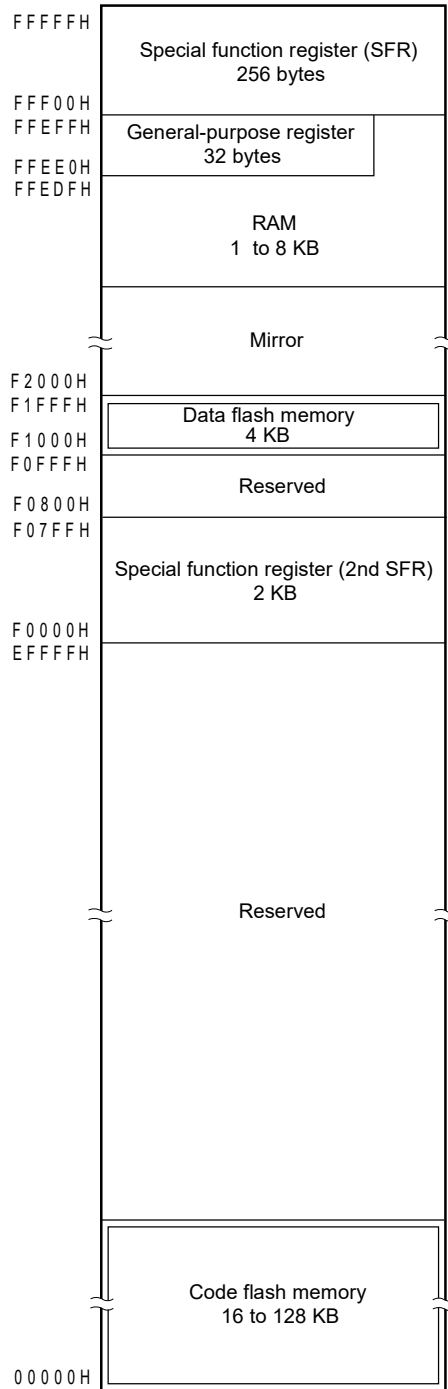 FFFFFH
Special function register (SFR)
256 bytes
FFF00H
FFEFFH
General-purpose register
32 bytes
FFEE0H
FFEDFH
RAM
1 to 8 KB
Mirror
F2000H
F1FFFH
Data flash memory
4 KB
F1000H
F0FFFH
Reserved
F0800H
F07FFH
Special function register (2nd SFR)
2 KB
F0000H
EFFFFH
Reserved
Code flash memory
16 to 128 KB
00000H